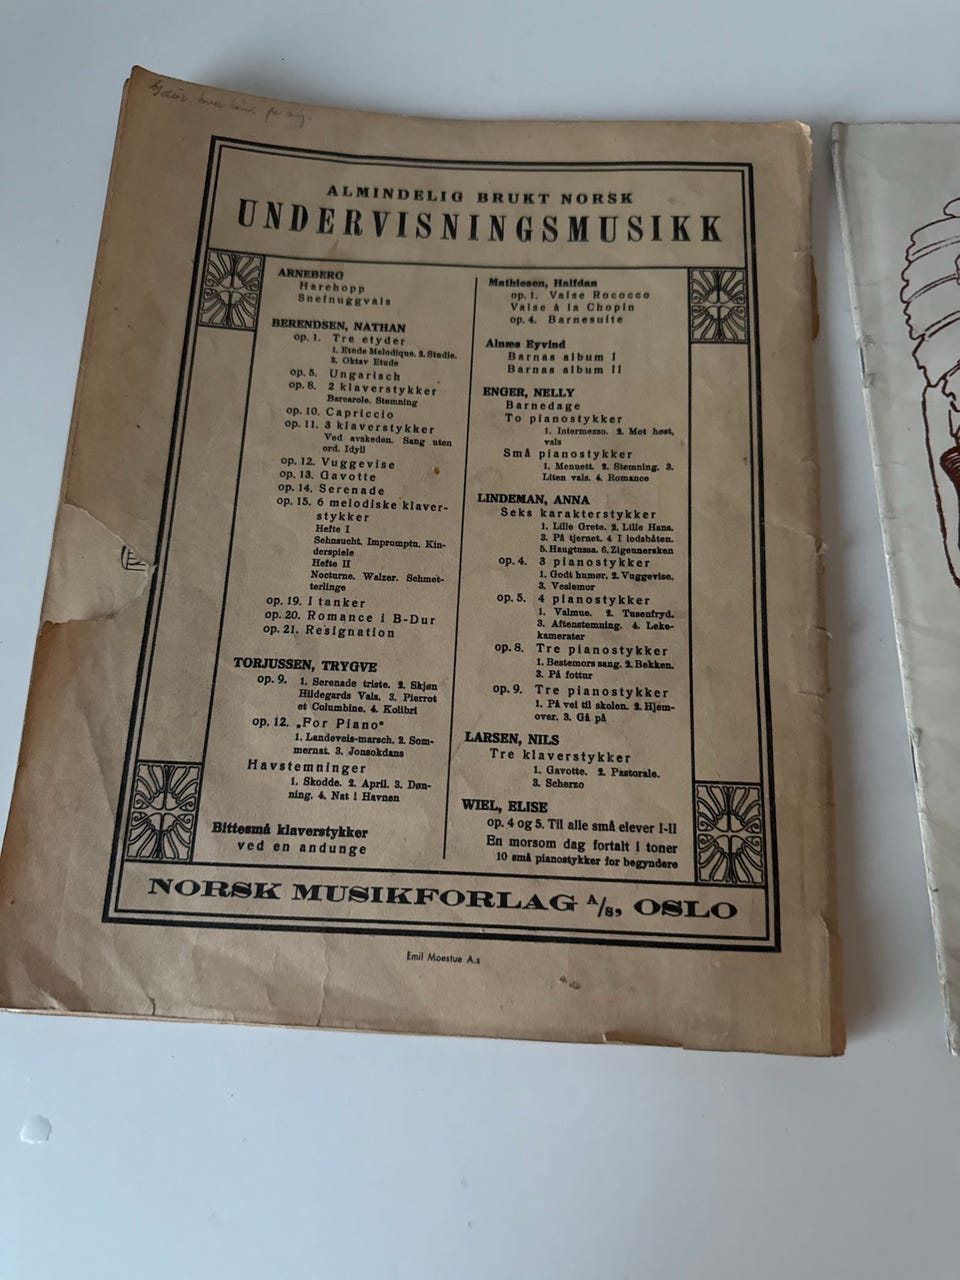 G dur, hver hånd for sig.
ALMINDELIG BRUKT NORSK
UNDERVISNINGSMUSIKK
ARNEBERG
Harehopp
Snefnuggvals
BERENDSEN, NATHAN
op. 1. Tre etyder
1. Etude Melodique. 2. Studie.
3. Oktav Etude
op. 5. Ungarisch
op. 8. 2 klaverstykker
Barcarole. Stemning
op. 10. Capriccio
op. 11. 3 klaverstykker
Ved avskeden. Sang uten
ord. Idyll
op. 12. Vuggevise
op. 13. Gavotte
op. 14. Serenade
op. 15. 6 melodiske klaver-
stykker
Hefte I
Sehnsucht. Impromptu. Kin-
derspiele
Hefte II
Nocturne. Walzer. Schmet-
terlinge
op. 19. I tanker
op. 20. Romance i B-Dur
op. 21. Resignation
TORJUSSEN, TRYGVE
op. 9. 1. Serenade triste. 2. Skjøn
Hildegards Vals. 3. Pierrot
et Columbine. 4. Kolibri
op. 12. „For Piano"
1. Landeveis-marsch. 2. Som-
mernat. 3. Jonsokdans
Havstemninger
1. Skodde. 2. April. 3. Døn-
ning. 4. Nat i Havnen
Bittesmå klaverstykker
ved en andunge
Mathiesen, Halfdan
op. 1. Valse Rococco
Valse à la Chopin
op. 4. Barnesuite
Alnæs Eyvind
Barnas album I
Barnas album II
ENGER, NELLY
Barnedage
To pianostykker
1. Intermezzo. 2. Mot høst,
vals
Små pianostykker
1. Menuett. 2. Stemning. 3.
Liten vals. 4. Romance
LINDEMAN, ANNA
Seks karakterstykker
1. Lille Grete. 2. Lille Hans.
3. På tjernet. 4 I lodsbåten.
5. Haugtussa. 6. Zigeunersken
op. 4. 3 pianostykker
1. Godt humør. 2. Vuggevise.
3. Veslemor
op. 5. 4 pianostykker
1. Valmue. 2. Tusenfryd.
3. Aftenstemning. 4. Leke-
kamerater
op. 8. Tre pianostykker
1. Bestemors sang. 2. Bekken.
3. På fottur
op. 9. Tre pianostykker
1. På vei til skolen. 2. Hjem-
over. 3. Gå på
LARSEN, NILS
Tre klaverstykker
1. Gavotte. 2. Pastorale.
3. Scherzo
WIEL, ELISE
op. 4 og 5. Til alle små elever I-II
En morsom dag fortalt i toner
10 små pianostykker for begyndere
NORSK MUSIKFORLAG A/s, OSLO
Emil Moestue A.s